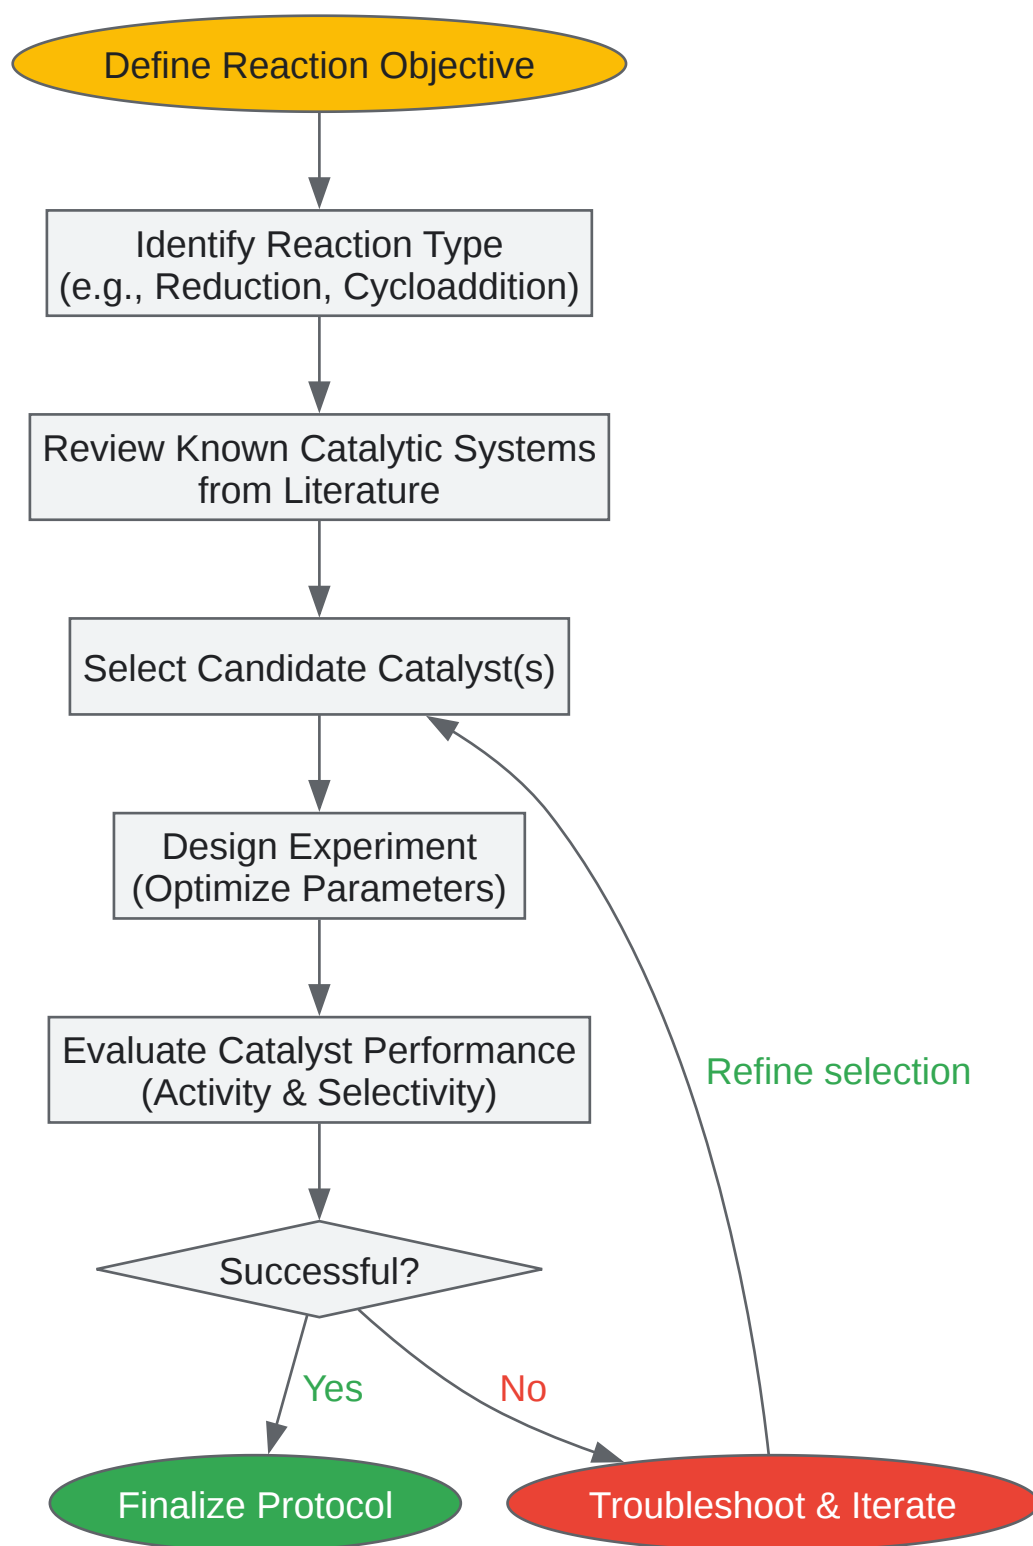 Define Reaction Objective
Identify Reaction Type
(e.g., Reduction, Cycloaddition)
Review Known Catalytic Systems
from Literature
Select Candidate Catalyst(s)
Design Experiment
(Optimize Parameters)
Evaluate Catalyst Performance
(Activity & Selectivity)
Refine selection
Successful?
Yes
No
Finalize Protocol
Troubleshoot & Iterate